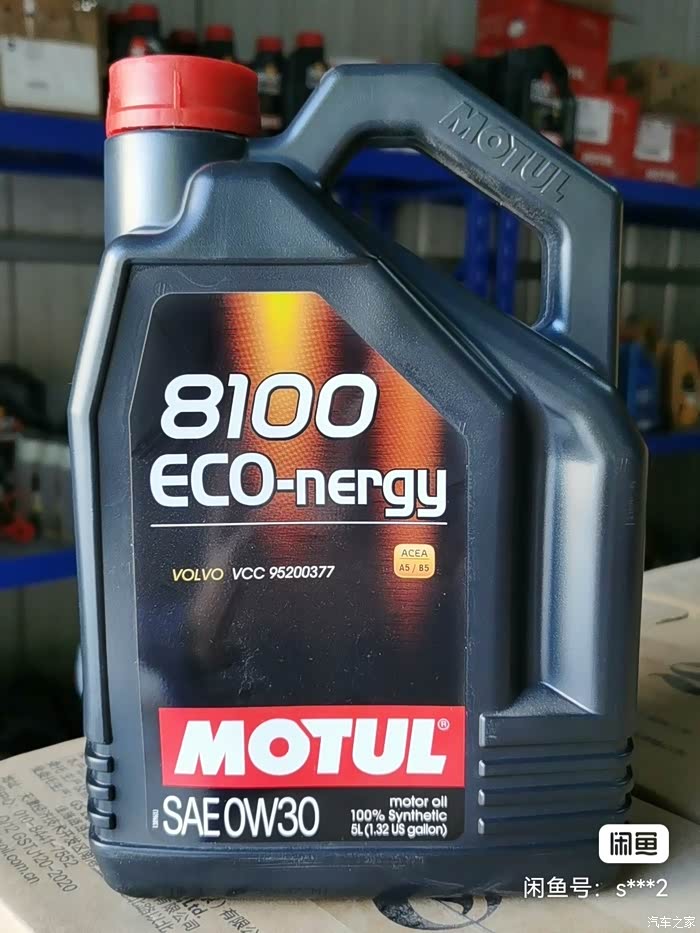 MOTUL
8100
ECO-nergy
VOLVO VCC 95200377
ACEA
A5 / B5
MOTUL®
SAE 0W30
motor oil
100% Synthetic
5L (1.32 US gallon)
闲鱼
闲鱼号：s***2
汽车之家